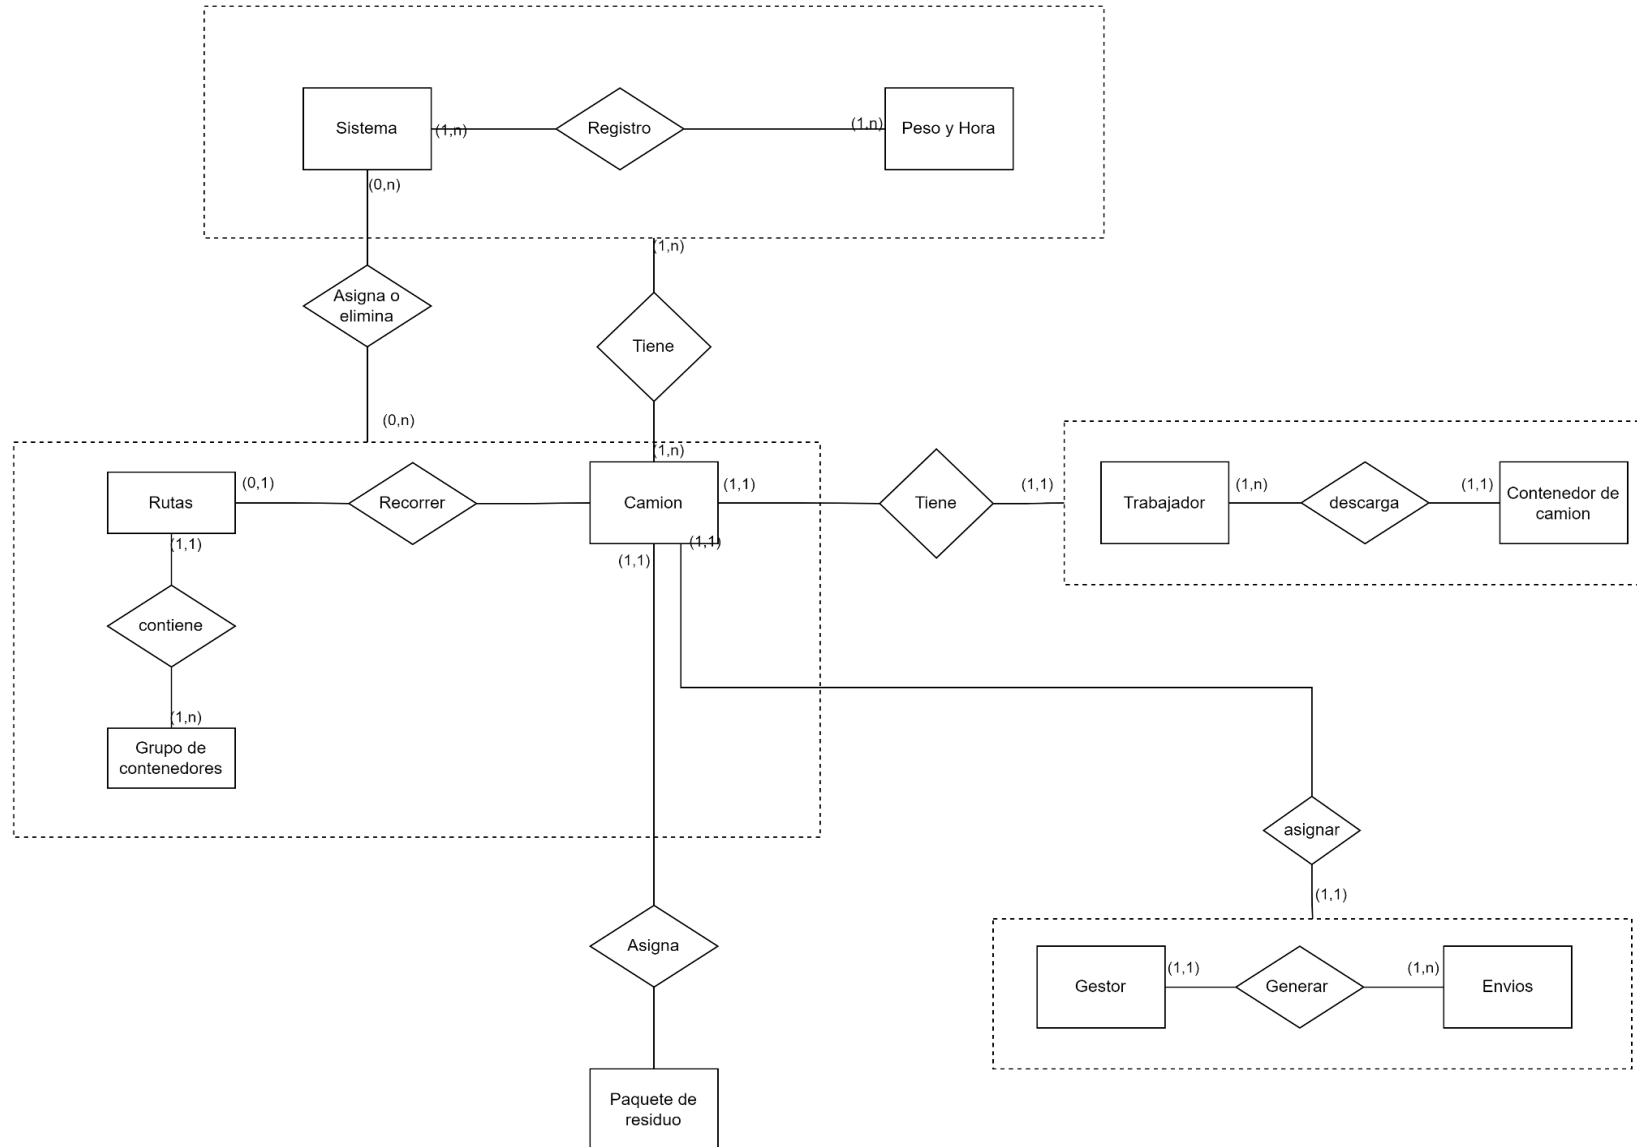 Sistema
(1,n)
Registro
(1,n)
Peso y Hora
(0,n)
(1,n)
Asigna o
elimina
Tiene
(0,n)
(1,n)
Rutas
(0,1)
Recorrer
Camion
(1,1)
Tiene
(1,1)
Trabajador
(1,n)
descarga
(1,1)
Contenedor de
camion
(1,1)
(1,1)
(1,1)
contiene
(1,n)
Grupo de
contenedores
asignar
(1,1)
Asigna
Gestor
(1,1)
Generar
(1,n)
Envios
Paquete de
residuo